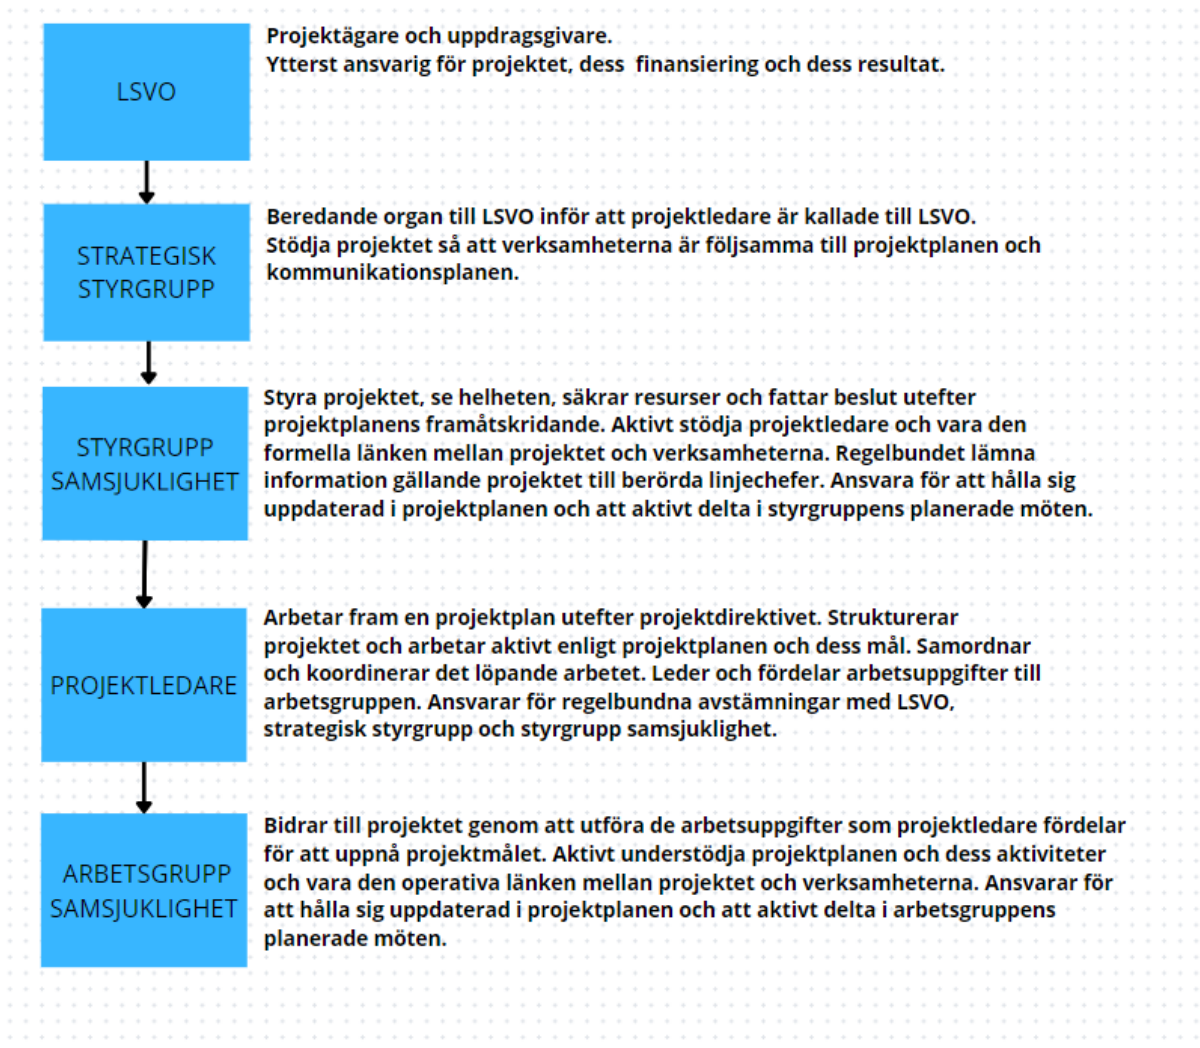 LSVO
Projektägare och uppdragsgivare.
Ytterst ansvarig för projektet, dess finansiering och dess resultat.
STRATEGISK
STYRGRUPP
Beredande organ till LSVO inför att projektledare är kallade till LSVO.
Stödja projektet så att verksamheterna är följsamma till projektplanen och
kommunikationsplanen.
STYRGRUPP
SAMSJUKLIGHET
Styra projektet, se helheten, säkrar resurser och fattar beslut utefter
projektplanens framåtskridande. Aktivt stödja projektledare och vara den
formella länken mellan projektet och verksamheterna. Regelbundet lämna
information gällande projektet till berörda linjechefer. Ansvara för att hålla sig
uppdaterad i projektplanen och att aktivt delta i styrgruppens planerade möten.
PROJEKTLEDARE
Arbetar fram en projektplan utefter projektdirektivet. Strukturerar
projektet och arbetar aktivt enligt projektplanen och dess mål. Samordnar
och koordinerar det löpande arbetet. Leder och fördelar arbetsuppgifter till
arbetsgruppen. Ansvarar för regelbundna avstämningar med LSVO,
strategisk styrgrupp och styrgrupp samsjuklighet.
ARBETSGRUPP
SAMSJUKLIGHET
Bidrar till projektet genom att utföra de arbetsuppgifter som projektledare fördelar
för att uppnå projektmålet. Aktivt understödja projektplanen och dess aktiviteter
och vara den operativa länken mellan projektet och verksamheterna. Ansvarar för
att hålla sig uppdaterad i projektplanen och att aktivt delta i arbetsgruppens
planerade möten.